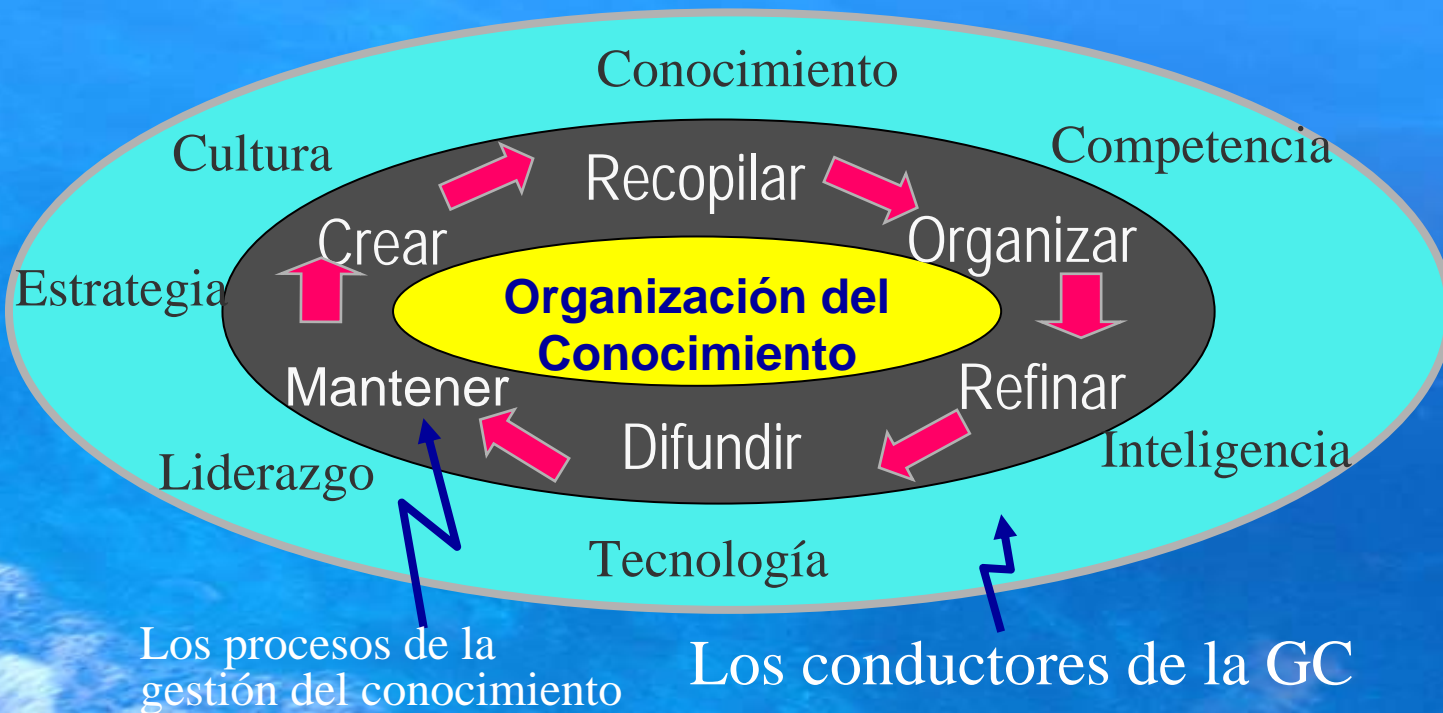 Conocimiento
Cultura
Competencia
Recopilar
Crear
Organizar
Estrategia
Organización del
Conocimiento
Mantener
Refinar
Difundir
Liderazgo
Inteligencia
Tecnología
Los procesos de la
gestión del conocimiento
Los conductores de la GC